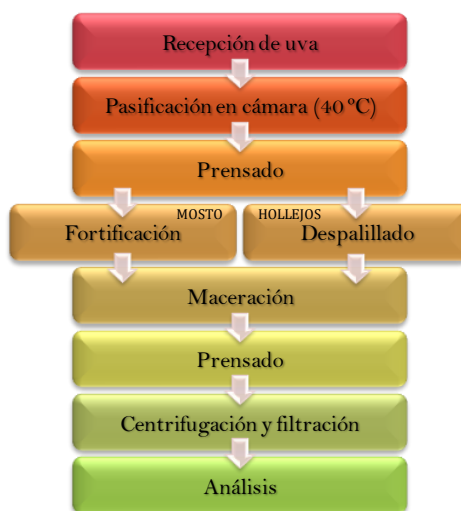 Recepción de uva
Pasificación en cámara (40 ºC)
Prensado
MOSTO
Fortificación
HOLLEJOS
Despalillado
Maceración
Prensado
Centrifugación y filtración
Análisis